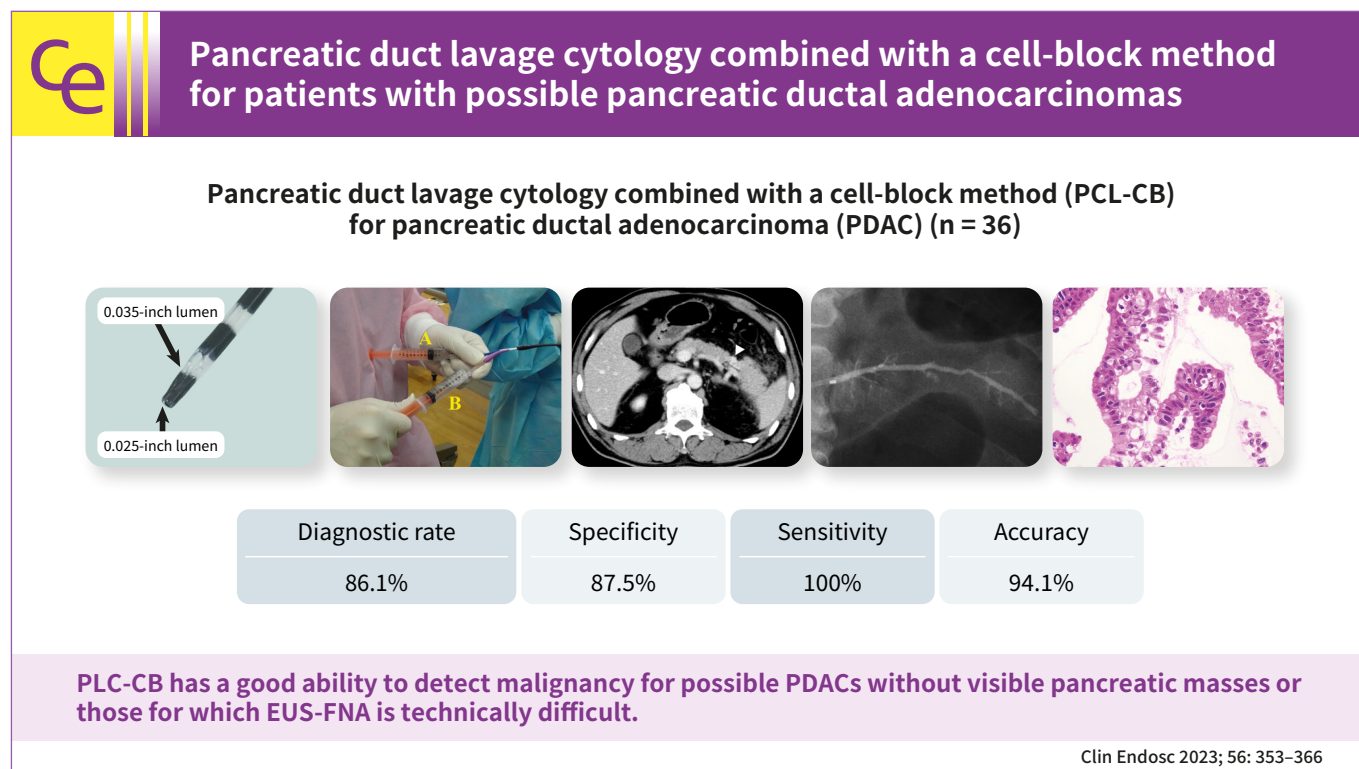 Ce
Pancreatic duct lavage cytology combined with a cell-block method
for patients with possible pancreatic ductal adenocarcinomas
Pancreatic duct lavage cytology combined with a cell-block method (PCL-CB)
for pancreatic ductal adenocarcinoma (PDAC) (n = 36)
0.035-inch lumen
0.025-inch lumen
A
B
Diagnostic rate
86.1%
Specificity
87.5%
Sensitivity
100%
Accuracy
94.1%
PLC-CB has a good ability to detect malignancy for possible PDACs without visible pancreatic masses or
those for which EUS-FNA is technically difficult.
Clin Endosc 2023; 56: 353–366